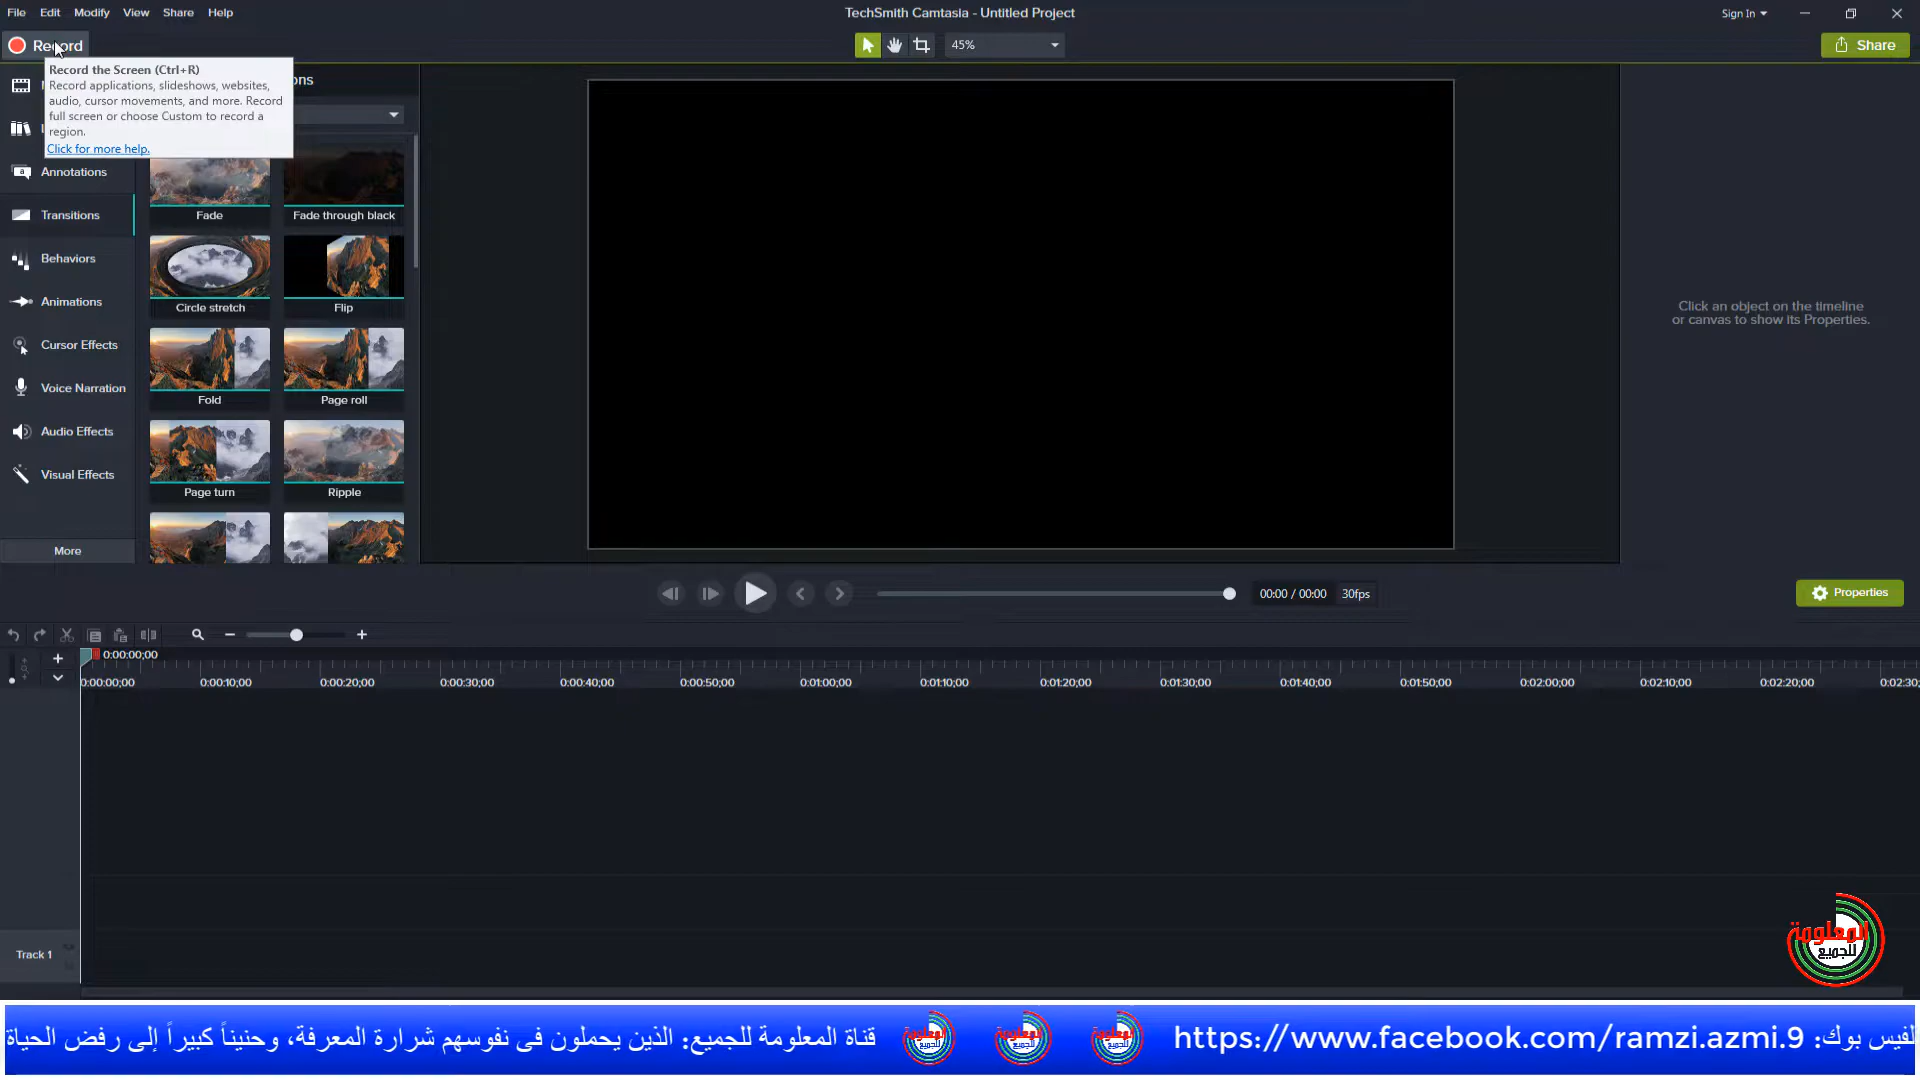 File Edit Modify View Share Help
TechSmith Camtasia - Untitled Project
Sign In
Record
45%
Share
Record the Screen (Ctrl+R)
Record applications, slideshows, websites,
audio, cursor movements, and more. Record
full screen or choose Custom to record a
region.
Click for more help.
ons
Annotations
Transitions
Behaviors
Animations
Cursor Effects
Voice Narration
Audio Effects
Visual Effects
More
Fade
Fade through black
Circle stretch
Flip
Fold
Page roll
Page turn
Ripple
Click an object on the timeline
or canvas to show its Properties.
00:00 / 00:00
30fps
Properties
0:00:00;00
0:00:00;00 0:00:10;00 0:00:20;00 0:00:30;00 0:00:40;00 0:00:50;00 0:01:00;00 0:01:10;00 0:01:20;00 0:01:30;00 0:01:40;00 0:01:50;00 0:02:00;00 0:02:10;00 0:02:20;00 0:02:30;
Track 1
المعلومة
للجميع
لفيس بوك: https://www.facebook.com/ramzi.azmi.9
قناة المعلومة للجميع: الذين يحملون فى نفوسهم شرارة المعرفة، وحنيناً كبيراً إلى رفض الحياة